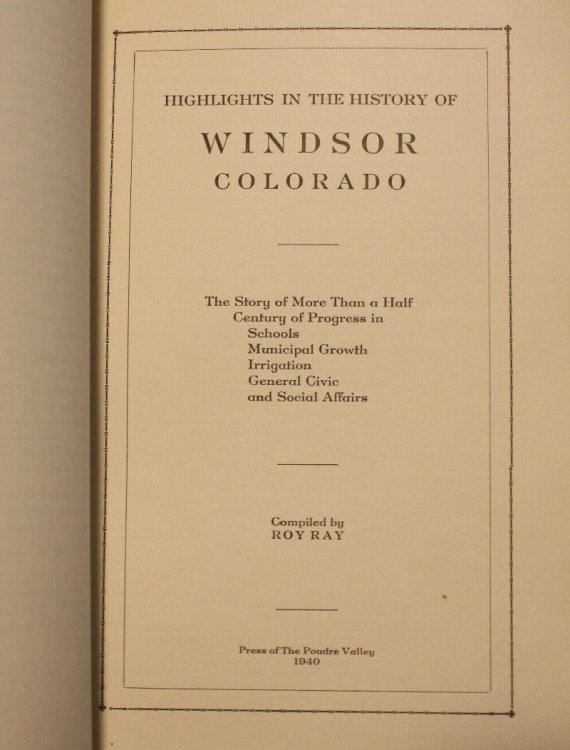 HIGHLIGHTS IN THE HISTORY OF
WINDSOR
COLORADO
The Story of More Than a Half
Century of Progress in
Schools
Municipal Growth
Irrigation
General Civic
and Social Affairs
Compiled by
ROY RAY
Press of The Poudre Valley
1940